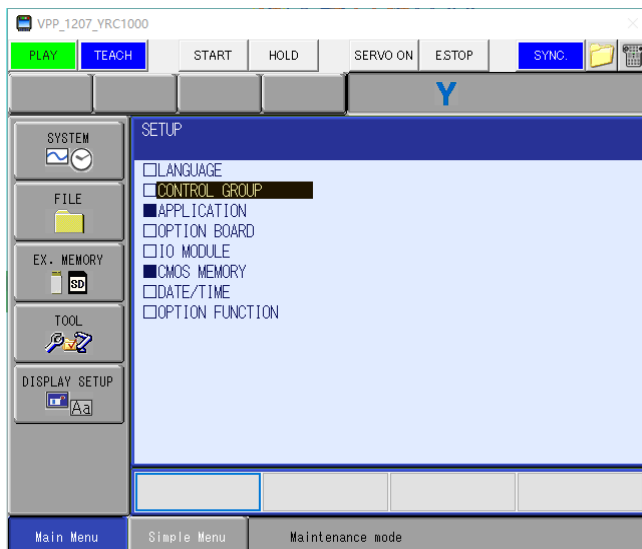 VPP_1207_YRC1000
PLAY TEACH START HOLD SERVO ON E.STOP SYNC.
Y
SYSTEM
FILE
EX. MEMORY
SD
TOOL
DISPLAY SETUP
Aa
SETUP
LANGUAGE
CONTROL GROUP
APPLICATION
OPTION BOARD
IO MODULE
CMOS MEMORY
DATE/TIME
OPTION FUNCTION
Main Menu Simple Menu Maintenance mode